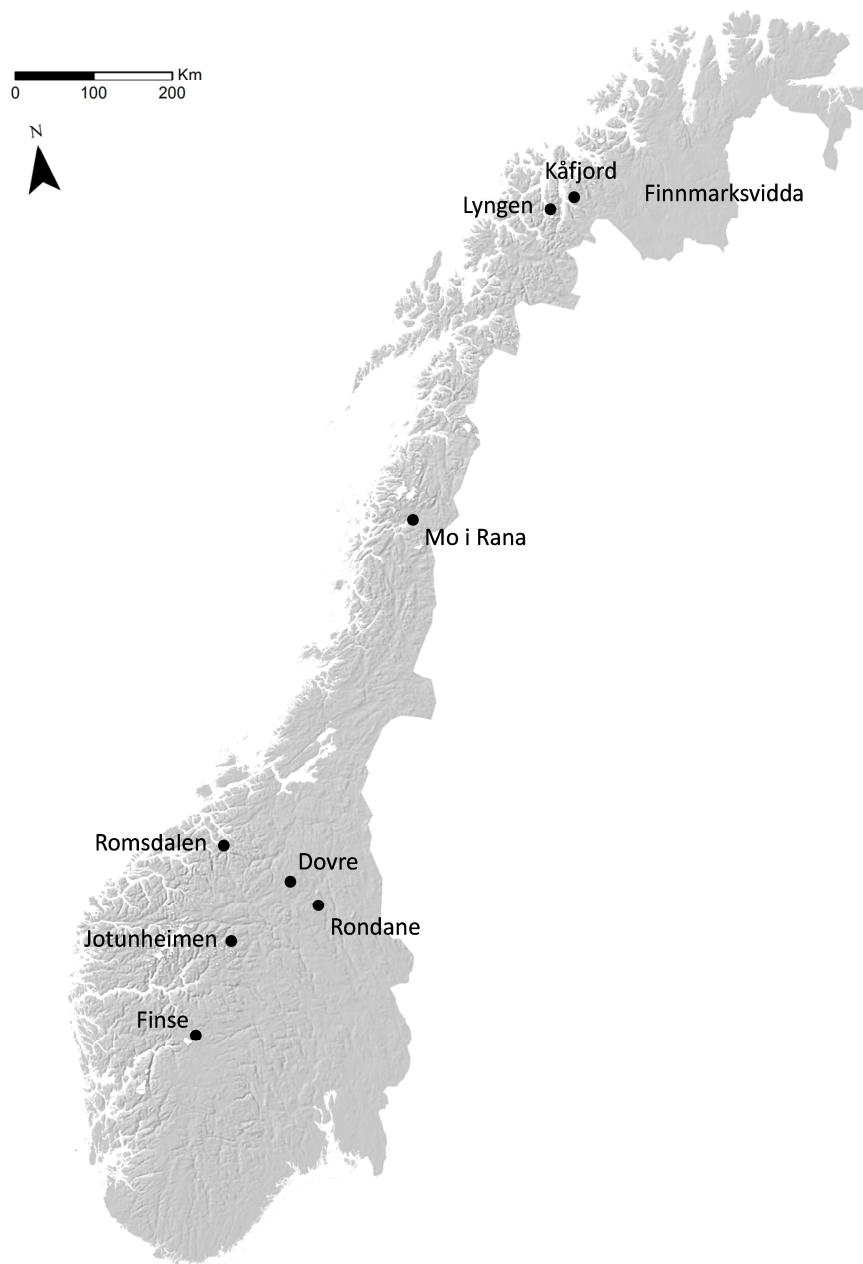 Km
0 100 200
N
Kåfjord
Lyngen
Finnmarksvidda
Mo i Rana
Romsdalen
Dovre
Rondane
Jotunheimen
Finse